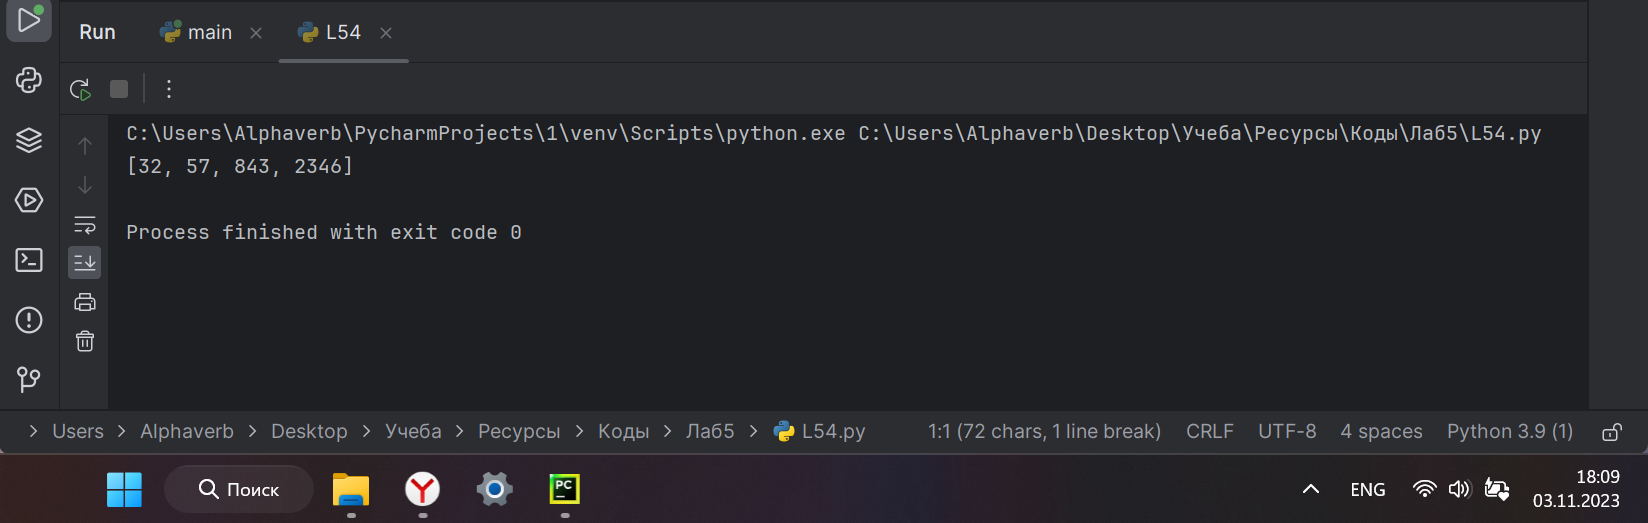 Run main L54
C:\Users\Alphaverb\PycharmProjects\1\venv\Scripts\python.exe C:\Users\Alphaverb\Desktop\Учеба\Ресурсы\Коды\Лаб5\L54.py
[32, 57, 843, 2346]
Process finished with exit code 0
Users Alphaverb Desktop Учеба Ресурсы Коды Лаб5 L54.py 1:1 (72 chars, 1 line break) CRLF UTF-8 4 spaces Python 3.9 (1)
Поиск PC ENG 18:09
03.11.2023